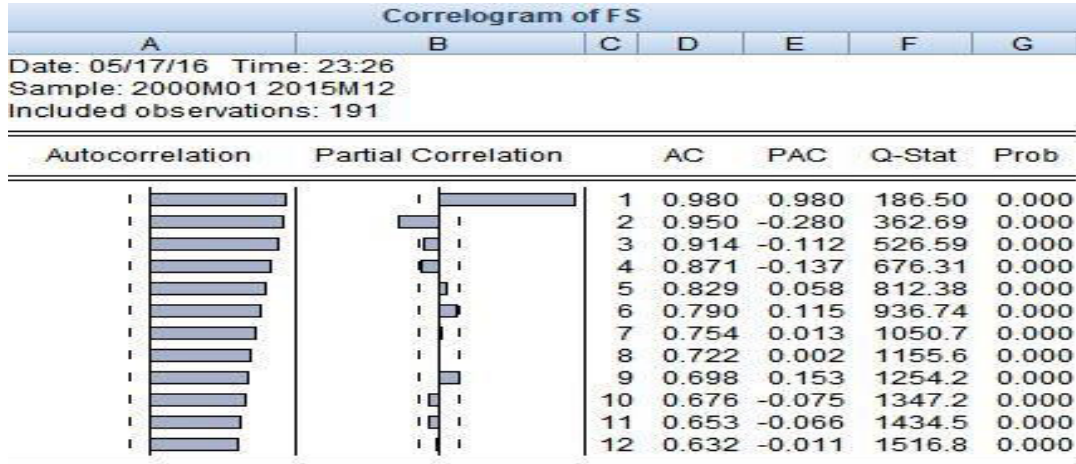 Correlogram of FS
A B C D E F G
Date: 05/17/16 Time: 23:26
Sample: 2000M01 2015M12
Included observations: 191
Autocorrelation Partial Correlation AC PAC Q-Stat Prob
1 0.980 0.980 186.50 0.000
2 0.950 -0.280 362.69 0.000
3 0.914 -0.112 526.59 0.000
4 0.871 -0.137 676.31 0.000
5 0.829 0.058 812.38 0.000
6 0.790 0.115 936.74 0.000
7 0.754 0.013 1050.7 0.000
8 0.722 0.002 1155.6 0.000
9 0.698 0.153 1254.2 0.000
10 0.676 -0.075 1347.2 0.000
11 0.653 -0.066 1434.5 0.000
12 0.632 -0.011 1516.8 0.000